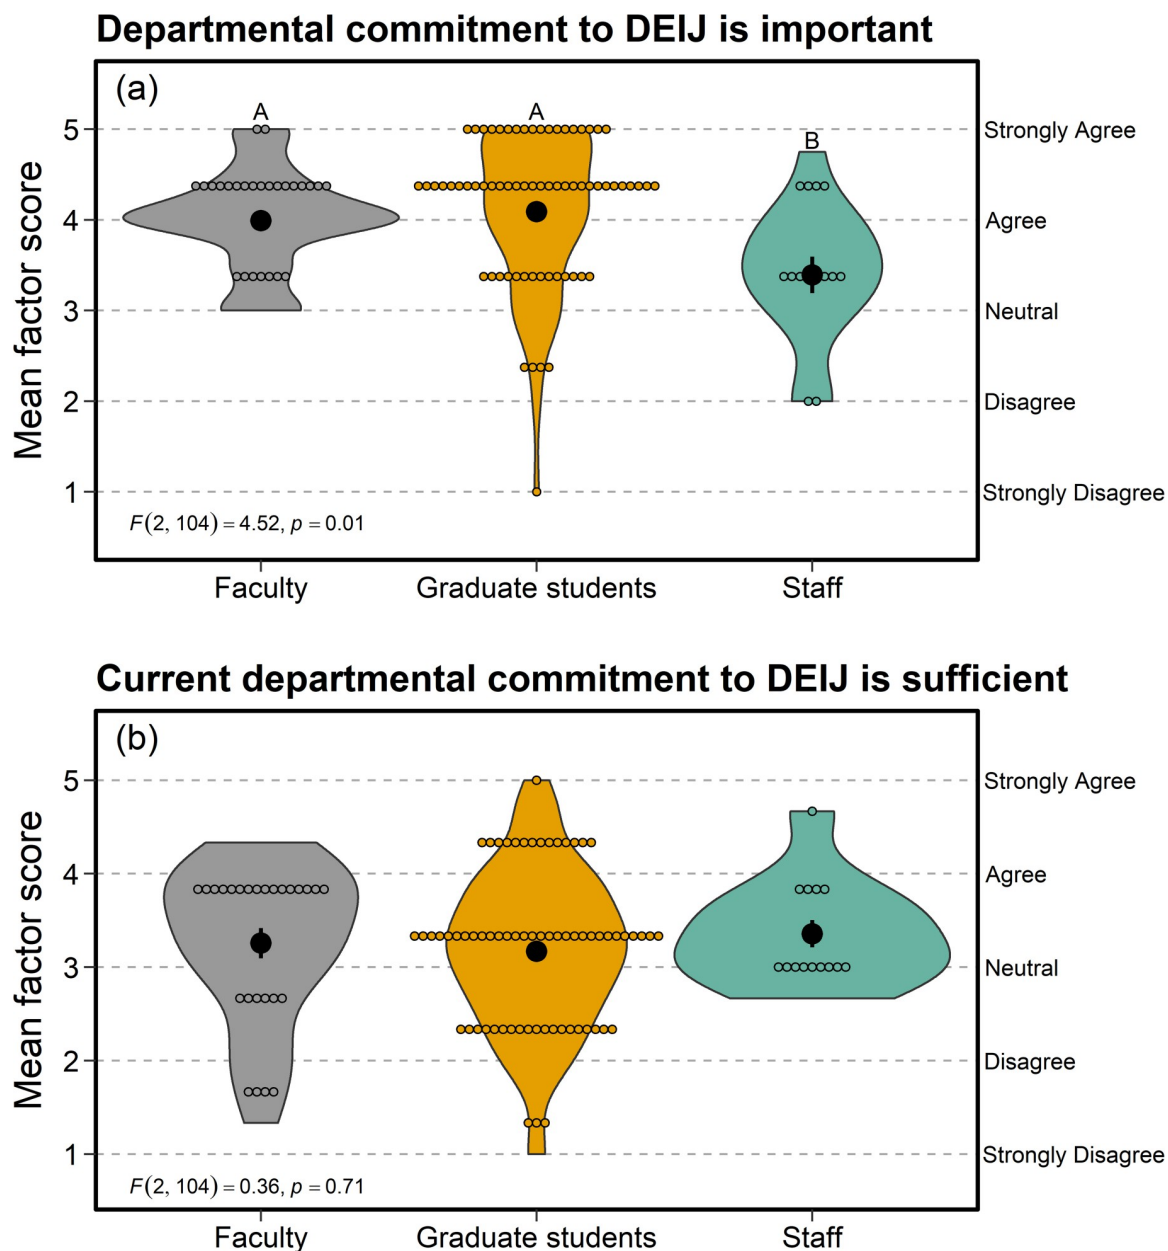 Departmental commitment to DEIJ is important
(a)
A
A
B
Mean factor score
5
4
3
2
1
Strongly Agree
Agree
Neutral
Disagree
Strongly Disagree
F(2, 104) = 4.52, p = 0.01
Faculty
Graduate students
Staff
Current departmental commitment to DEIJ is sufficient
(b)
Mean factor score
5
4
3
2
1
Strongly Agree
Agree
Neutral
Disagree
Strongly Disagree
F(2, 104) = 0.36, p = 0.71
Faculty
Graduate students
Staff